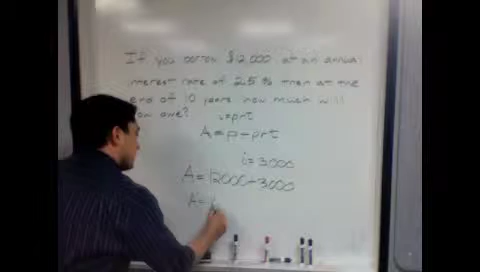 If you borrow $12,000 at an annual
interest rate of 2.5% then at the
end of 10 years how much will
you owe?
i=prt
A=p+prt
i=3000
A=12000+3000
A=